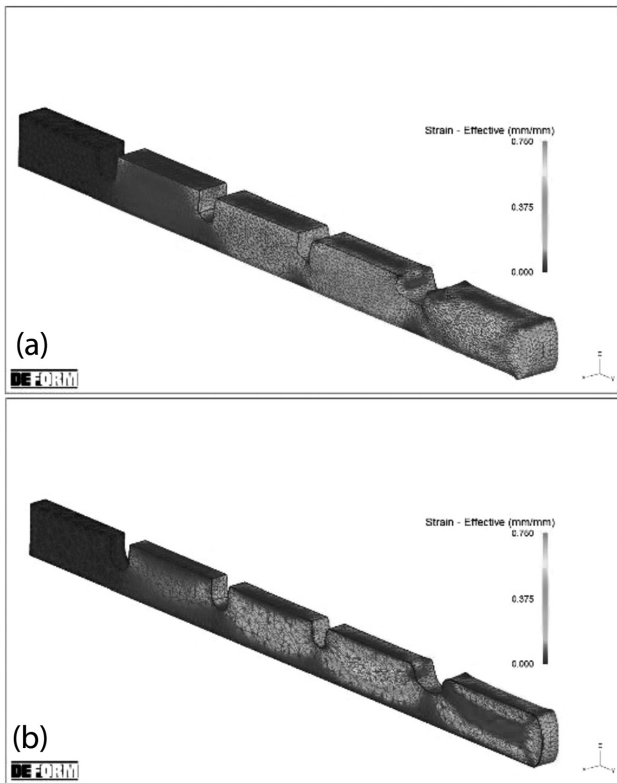 Strain - Effective (mm/mm)
0.750
0.375
0.000
(a)
DEFORM
Strain - Effective (mm/mm)
0.750
0.375
0.000
(b)
DEFORM